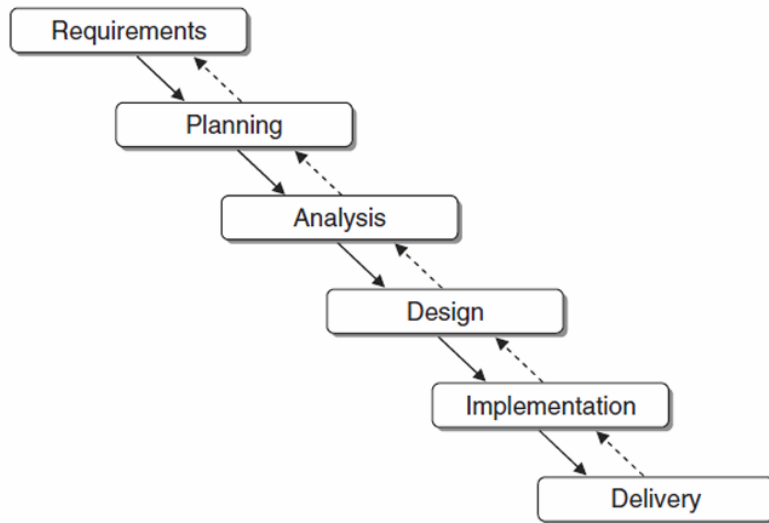 Requirements
Planning
Analysis
Design
Implementation
Delivery